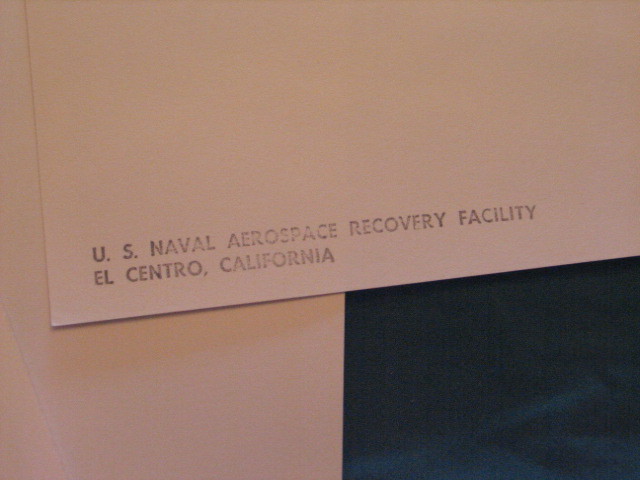 U. S. NAVAL AEROSPACE RECOVERY FACILITY
EL CENTRO, CALIFORNIA